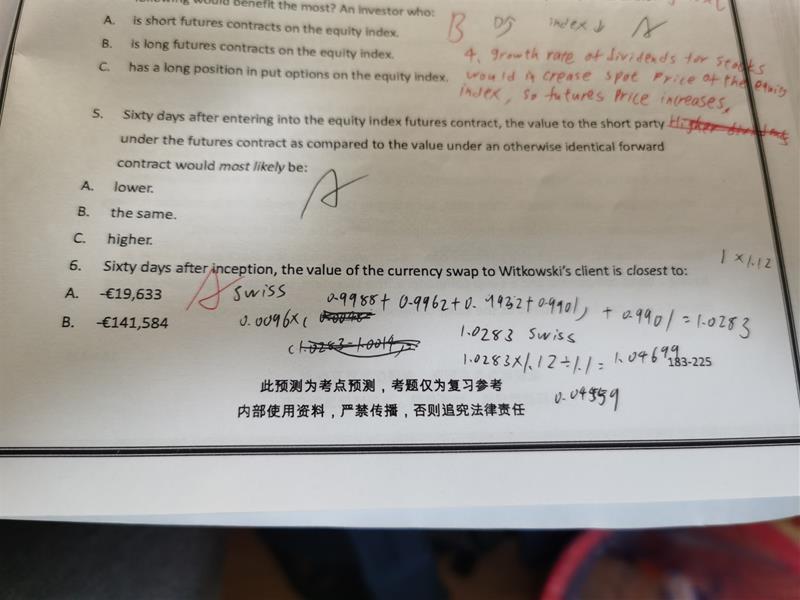 following would benefit the most? An investor who:
A. is short futures contracts on the equity index.
B. is long futures contracts on the equity index.
C. has a long position in put options on the equity index.
B index ↓ A
4. growth rate of dividends for stocks
would increase spot price of the equity
index, so futures price increases.
5. Sixty days after entering into the equity index futures contract, the value to the short party
under the futures contract as compared to the value under an otherwise identical forward
contract would most likely be:
A. lower.
B. the same.
C. higher.
A
6. Sixty days after inception, the value of the currency swap to Witkowski's client is closest to:
1 × 1.12
A. -€19,633
A swiss
B. -€141,584
0.0096×( 0.9988 + 0.9962 + 0.9932 + 0.9901) + 0.9901 = 1.0283
1.0283 swiss
1.0283×1.12÷1.1= 1.04699
183-225
此预测为考点预测，考题仅为复习参考
内部使用资料，严禁传播，否则追究法律责任